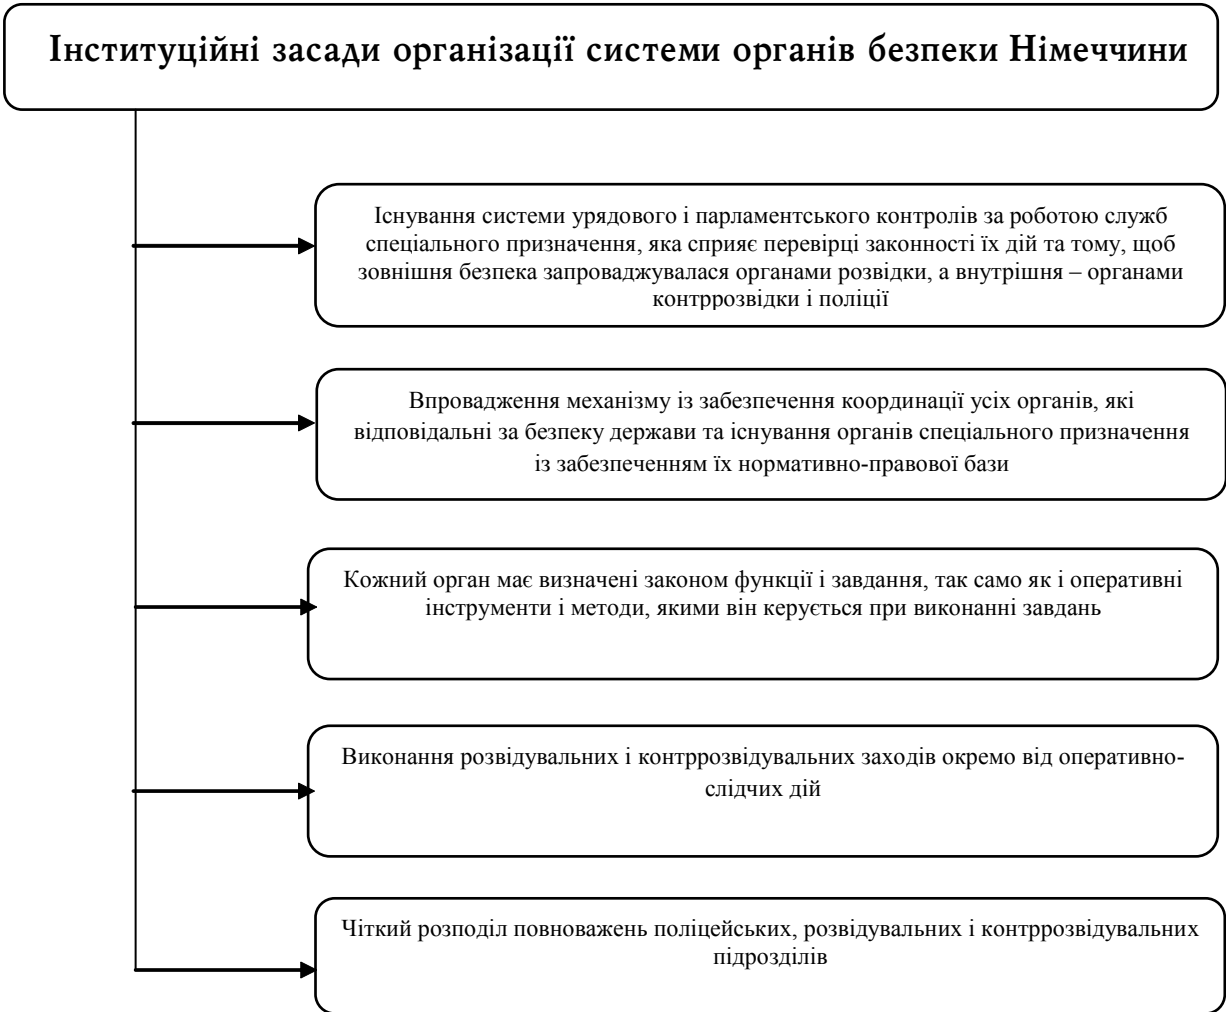 Інституційні засади організації системи органів безпеки Німеччини
Існування системи урядового і парламентського контролів за роботою служб
спеціального призначення, яка сприяє перевірці законності їх дій та тому, щоб
зовнішня безпека запроваджувалася органами розвідки, а внутрішня – органами
контррозвідки і поліції
Впровадження механізму із забезпечення координації усіх органів, які
відповідальні за безпеку держави та існування органів спеціального призначення
із забезпеченням їх нормативно-правової бази
Кожний орган має визначені законом функції і завдання, так само як і оперативні
інструменти і методи, якими він керується при виконанні завдань
Виконання розвідувальних і контррозвідувальних заходів окремо від оперативно-
слідчих дій
Чіткий розподіл повноважень поліцейських, розвідувальних і контррозвідувальних
підрозділів